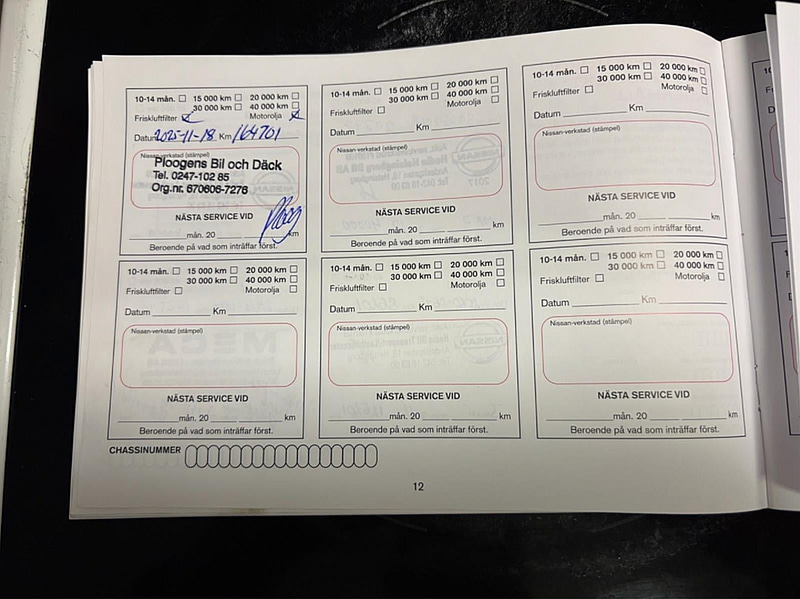 10-14 mån. 15 000 km 20 000 km
30 000 km 40 000 km
Friskluftfilter Motorolja
Datum 2025-11-18 Km 164701
Nissan-verkstad (stämpel)
Ploogens Bil och Däck
Tel. 0247-102 85
Org.nr. 670606-7276
NÄSTA SERVICE VID
mån. 20 km
Beroende på vad som inträffar först.
10-14 mån. 15 000 km 20 000 km
30 000 km 40 000 km
Friskluftfilter Motorolja
Datum Km
Nissan-verkstad (stämpel)
NÄSTA SERVICE VID
mån. 20 km
Beroende på vad som inträffar först.
10-14 mån. 15 000 km 20 000 km
30 000 km 40 000 km
Friskluftfilter Motorolja
Datum Km
Nissan-verkstad (stämpel)
NÄSTA SERVICE VID
mån. 20 km
Beroende på vad som inträffar först.
10-14 mån. 15 000 km 20 000 km
30 000 km 40 000 km
Friskluftfilter Motorolja
Datum Km
Nissan-verkstad (stämpel)
NÄSTA SERVICE VID
mån. 20 km
Beroende på vad som inträffar först.
10-14 mån. 15 000 km 20 000 km
30 000 km 40 000 km
Friskluftfilter Motorolja
Datum Km
Nissan-verkstad (stämpel)
NÄSTA SERVICE VID
mån. 20 km
Beroende på vad som inträffar först.
10-14 mån. 15 000 km 20 000 km
30 000 km 40 000 km
Friskluftfilter Motorolja
Datum Km
Nissan-verkstad (stämpel)
NÄSTA SERVICE VID
mån. 20 km
Beroende på vad som inträffar först.
CHASSINUMMER
12